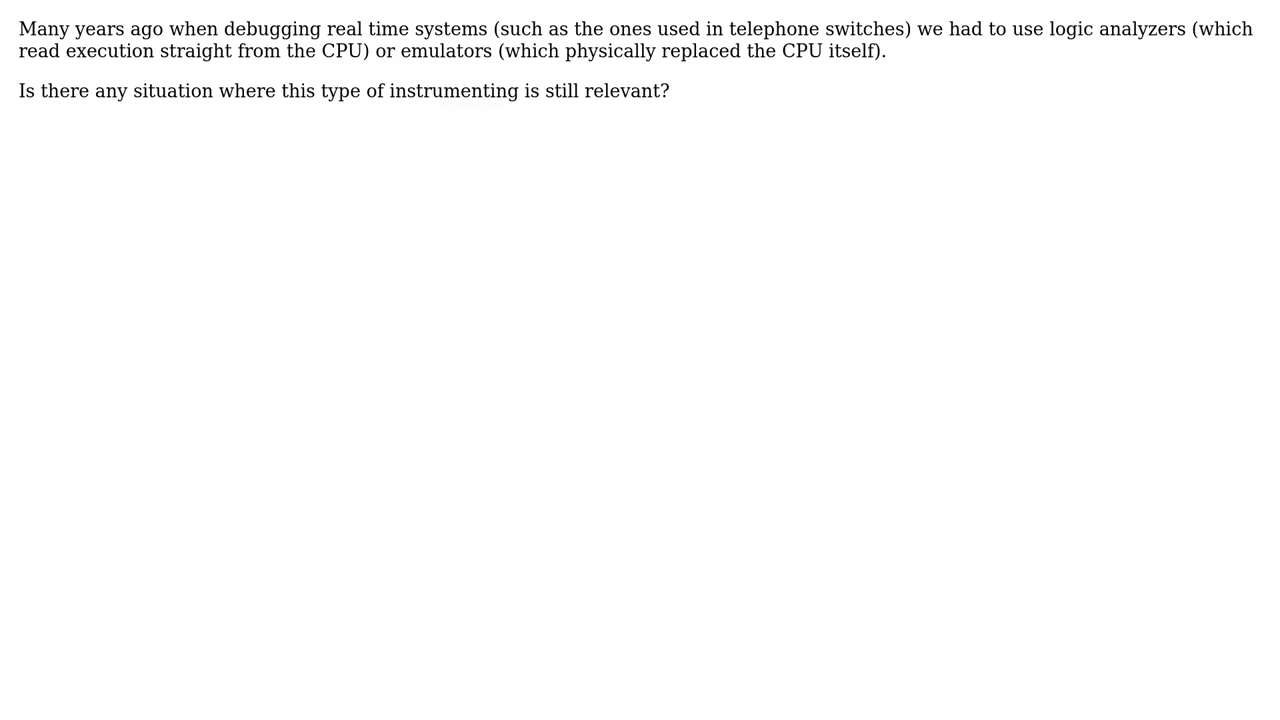 Many years ago when debugging real time systems (such as the ones used in telephone switches) we had to use logic analyzers (which
read execution straight from the CPU) or emulators (which physically replaced the CPU itself).
Is there any situation where this type of instrumenting is still relevant?